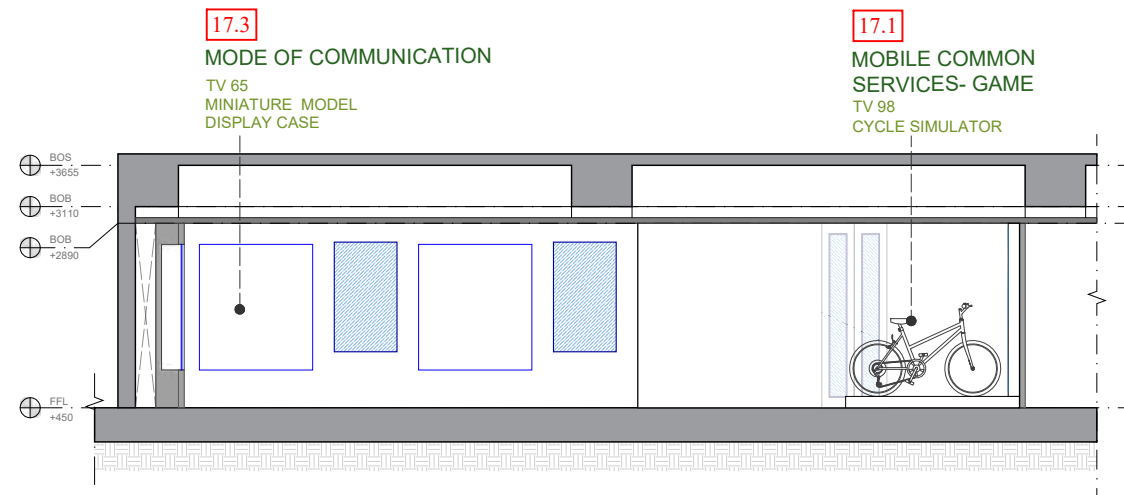 17.3
MODE OF COMMUNICATION
TV 65
MINIATURE MODEL
DISPLAY CASE
17.1
MOBILE COMMON
SERVICES- GAME
TV 98
CYCLE SIMULATOR
BOS
+3655
BOB
+3110
BOB
+2890
FFL
+450